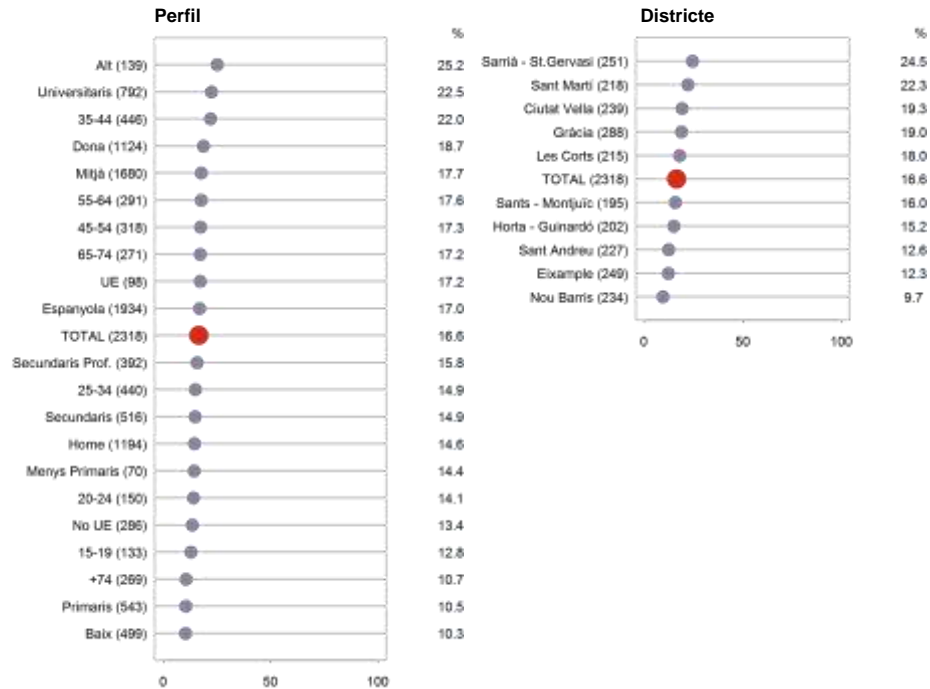 Perfil
%
Alt (139) 25.2
Universitaris (792) 22.5
35-44 (446) 22.0
Dona (1124) 18.7
Mitjà (1680) 17.7
55-64 (291) 17.6
45-54 (318) 17.3
65-74 (271) 17.2
UE (98) 17.2
Espanyola (1934) 17.0
TOTAL (2318) 16.6
Secundaris Prof. (392) 15.8
25-34 (440) 14.9
Secundaris (516) 14.9
Home (1194) 14.6
Menys Primaris (70) 14.4
20-24 (150) 14.1
No UE (286) 13.4
15-19 (133) 12.8
+74 (269) 10.7
Primaris (543) 10.5
Baix (499) 10.3
0 50 100
Districte
%
Sarrià - St.Gervasi (251) 24.5
Sant Martí (218) 22.3
Ciutat Vella (239) 19.3
Gràcia (288) 19.0
Les Corts (215) 18.0
TOTAL (2318) 16.6
Sants - Montjuïc (195) 16.0
Horta - Guinardó (202) 15.2
Sant Andreu (227) 12.6
Eixample (249) 12.3
Nou Barris (234) 9.7
0 50 100